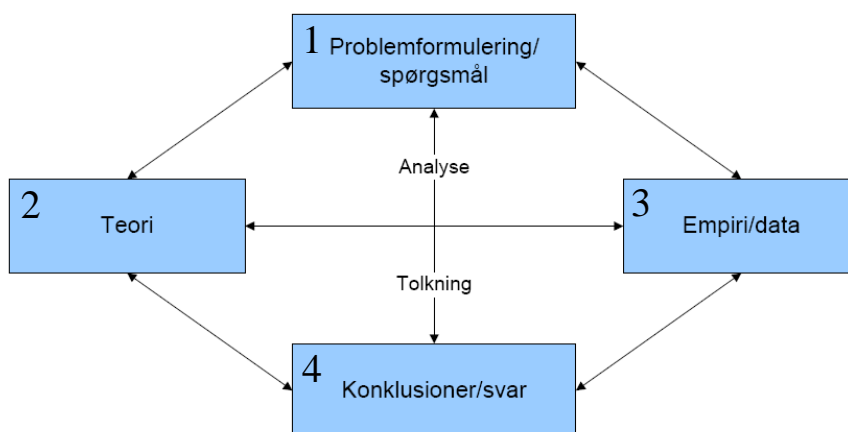 1
Problemformulering/
spørgsmål
Analyse
2
Teori
3
Empiri/data
Tolkning
4
Konklusioner/svar